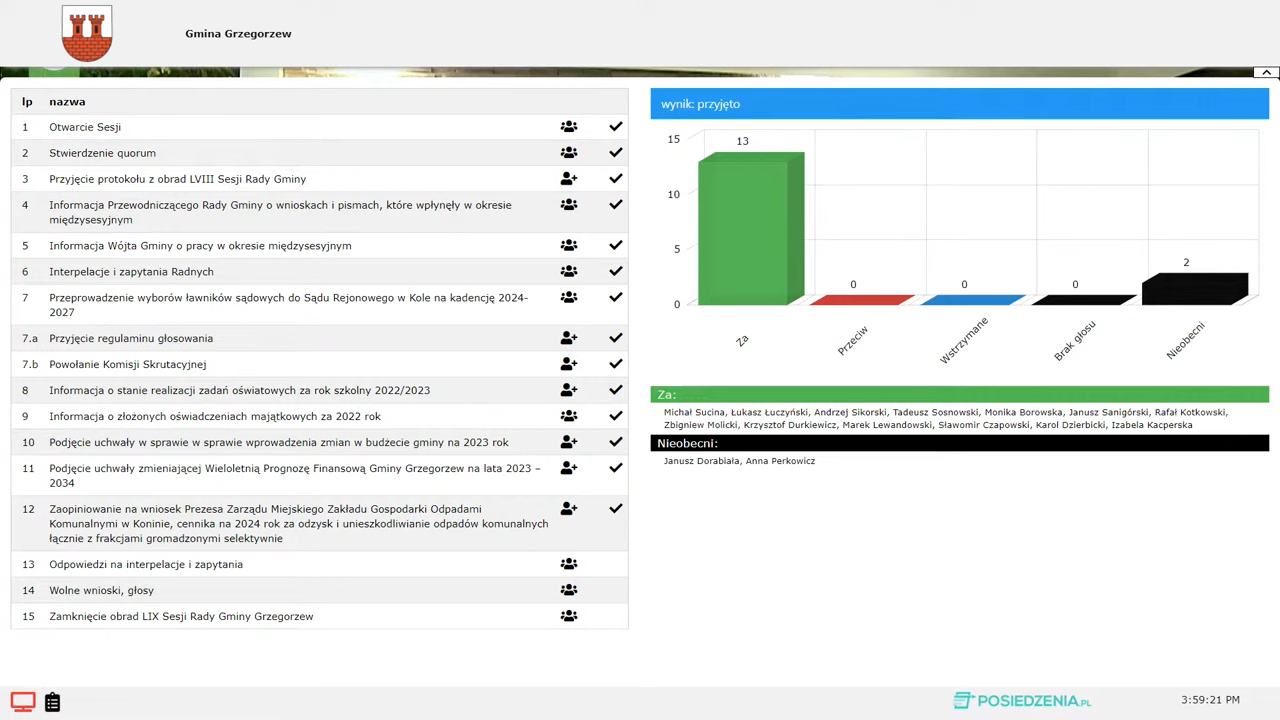 Gmina Grzegorzew
lp nazwa
1 Otwarcie Sesji
2 Stwierdzenie quorum
3 Przyjęcie protokołu z obrad LVIII Sesji Rady Gminy
4 Informacja Przewodniczącego Rady Gminy o wnioskach i pismach, które wpłynęły w okresie
międzysesyjnym
5 Informacja Wójta Gminy o pracy w okresie międzysesyjnym
6 Interpelacje i zapytania Radnych
7 Przeprowadzenie wyborów ławników sądowych do Sądu Rejonowego w Kole na kadencję 2024-
2027
7.a Przyjęcie regulaminu głosowania
7.b Powołanie Komisji Skrutacyjnej
8 Informacja o stanie realizacji zadań oświatowych za rok szkolny 2022/2023
9 Informacja o złożonych oświadczeniach majątkowych za 2022 rok
10 Podjęcie uchwały w sprawie w sprawie wprowadzenia zmian w budżecie gminy na 2023 rok
11 Podjęcie uchwały zmieniającej Wieloletnią Prognozę Finansową Gminy Grzegorzew na lata 2023 –
2034
12 Zaopiniowanie na wniosek Prezesa Zarządu Miejskiego Zakładu Gospodarki Odpadami
Komunalnymi w Koninie, cennika na 2024 rok za odzysk i unieszkodliwianie odpadów komunalnych
łącznie z frakcjami gromadzonymi selektywnie
13 Odpowiedzi na interpelacje i zapytania
14 Wolne wnioski, głosy
15 Zamknięcie obrad LIX Sesji Rady Gminy Grzegorzew
wynik: przyjęto
15
10
5
0
13
0
0
0
2
Za
Przeciw
Wstrzymane
Brak głosu
Nieobecni
Za:
Michał Sucina, Łukasz Łuczyński, Andrzej Sikorski, Tadeusz Sosnowski, Monika Borowska, Janusz Sanigórski, Rafał Kotkowski,
Zbigniew Molicki, Krzysztof Durkiewicz, Marek Lewandowski, Sławomir Czapowski, Karol Dzierbicki, Izabela Kacperska
Nieobecni:
Janusz Dorabiała, Anna Perkowicz
POSIEDZENIA.PL
3:59:21 PM